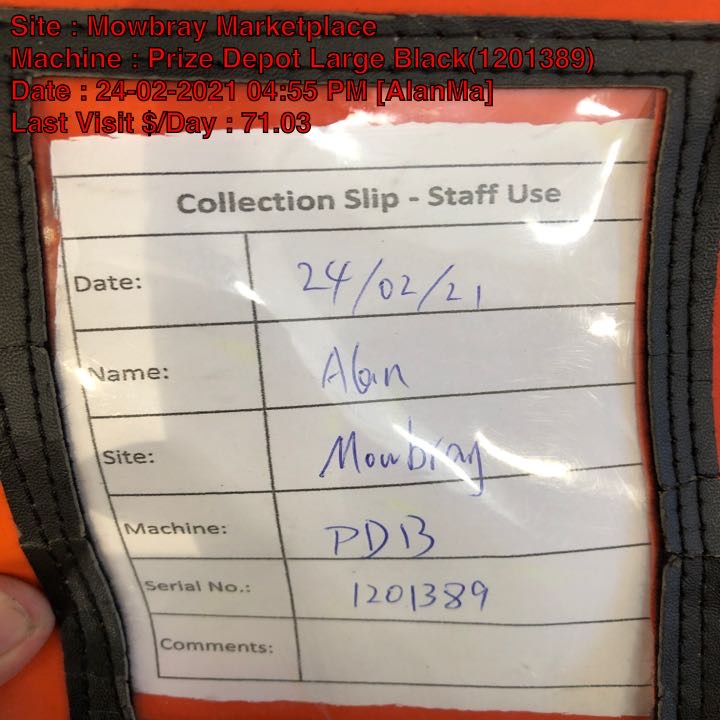 Site : Mowbray Marketplace
Machine : Prize Depot Large Black(1201389)
Date : 24-02-2021 04:55 PM [AlanMa]
Last Visit $/Day : 71.03
Collection Slip - Staff Use
Date: 24/02/21
Name: Alan
Site: Mowbray
Machine: PDB
Serial No.: 1201389
Comments: